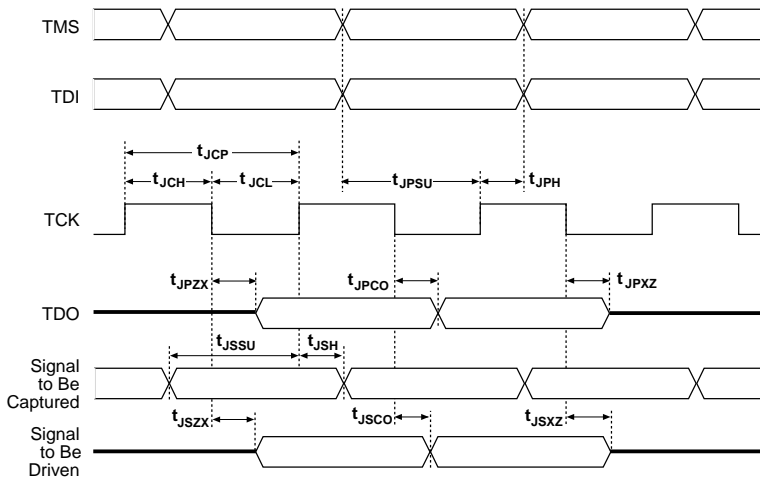 TMS
TDI
tJCP
tJCH
tJCL
tJPSU
tJPH
TCK
tJPZX
tJPCO
tJPXZ
TDO
tJSSU
tJSH
Signal
to Be
Captured
tJSZX
tJSCO
tJSXZ
Signal
to Be
Driven